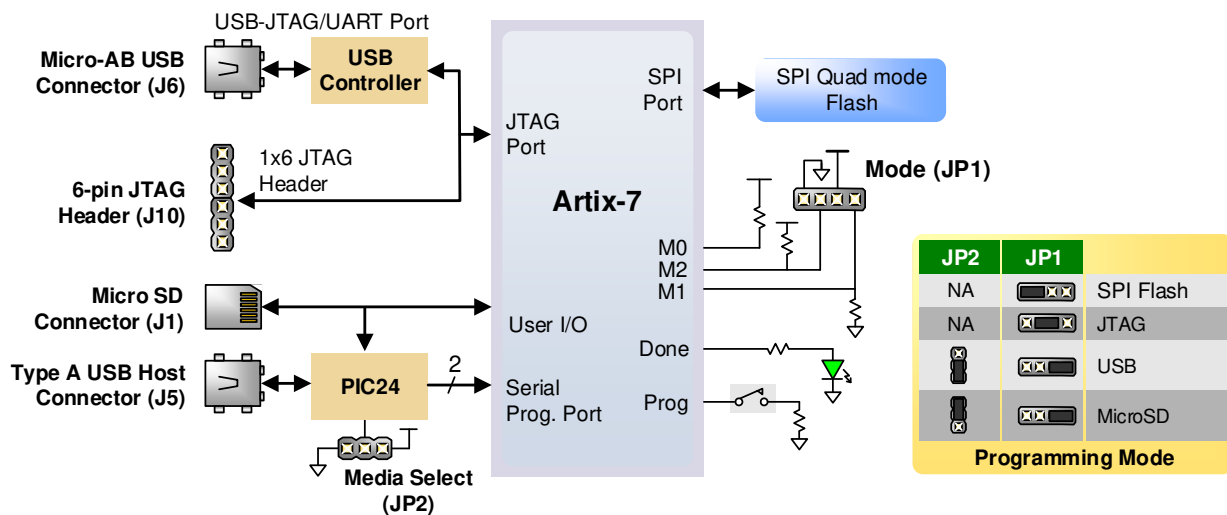 USB-JTAG/UART Port
Micro-AB USB
Connector (J6)
USB
Controller
6-pin JTAG
Header (J10)
1x6 JTAG
Header
Micro SD
Connector (J1)
Type A USB Host
Connector (J5)
PIC24
2
Media Select
(JP2)
JTAG
Port
SPI
Port
Artix-7
M0
M2
M1
User I/O
Done
Serial
Prog. Port
Prog
SPI Quad mode
Flash
Mode (JP1)
JP2 JP1
NA SPI Flash
NA JTAG
USB
MicroSD
Programming Mode